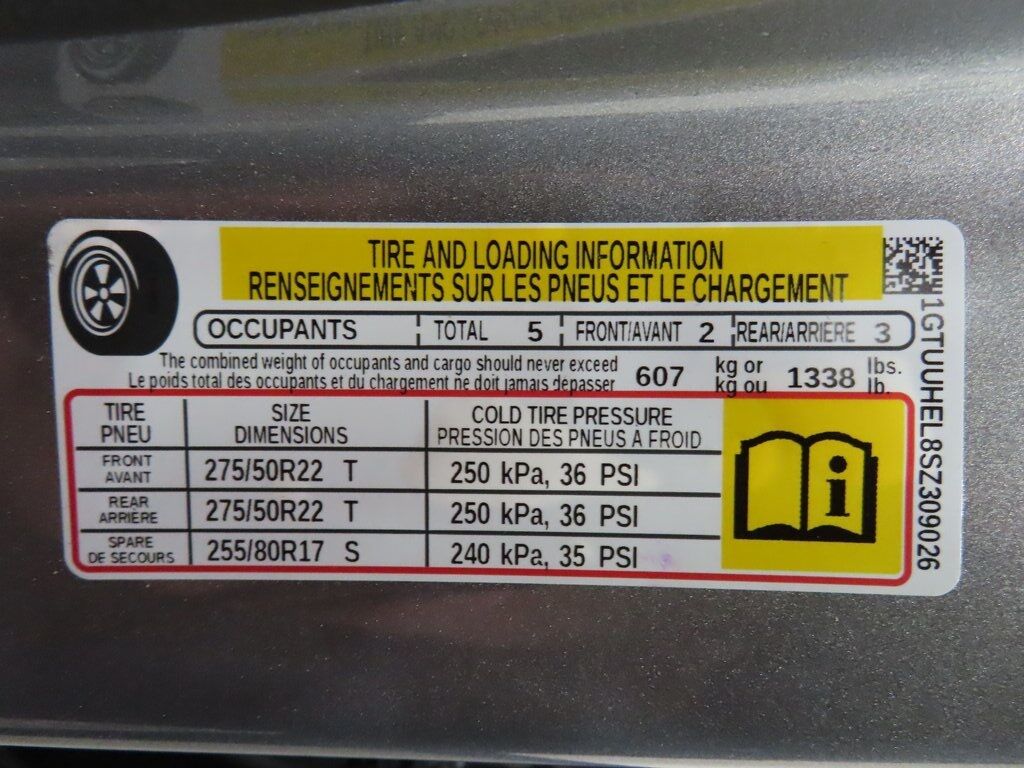 TIRE AND LOADING INFORMATION
RENSEIGNEMENTS SUR LES PNEUS ET LE CHARGEMENT
OCCUPANTS TOTAL 5 FRONT/AVANT 2 REAR/ARRIÈRE 3
The combined weight of occupants and cargo should never exceed 607 kg or 1338 lbs.
Le poids total des occupants et du chargement ne doit jamais dépasser kg ou lb.
TIRE SIZE COLD TIRE PRESSURE
PNEU DIMENSIONS PRESSION DES PNEUS A FROID
FRONT
AVANT 275/50R22 T 250 kPa, 36 PSI
REAR
ARRIÈRE 275/50R22 T 250 kPa, 36 PSI
SPARE
DE SECOURS 255/80R17 S 240 kPa, 35 PSI
1GTUUHEL8SZ309026